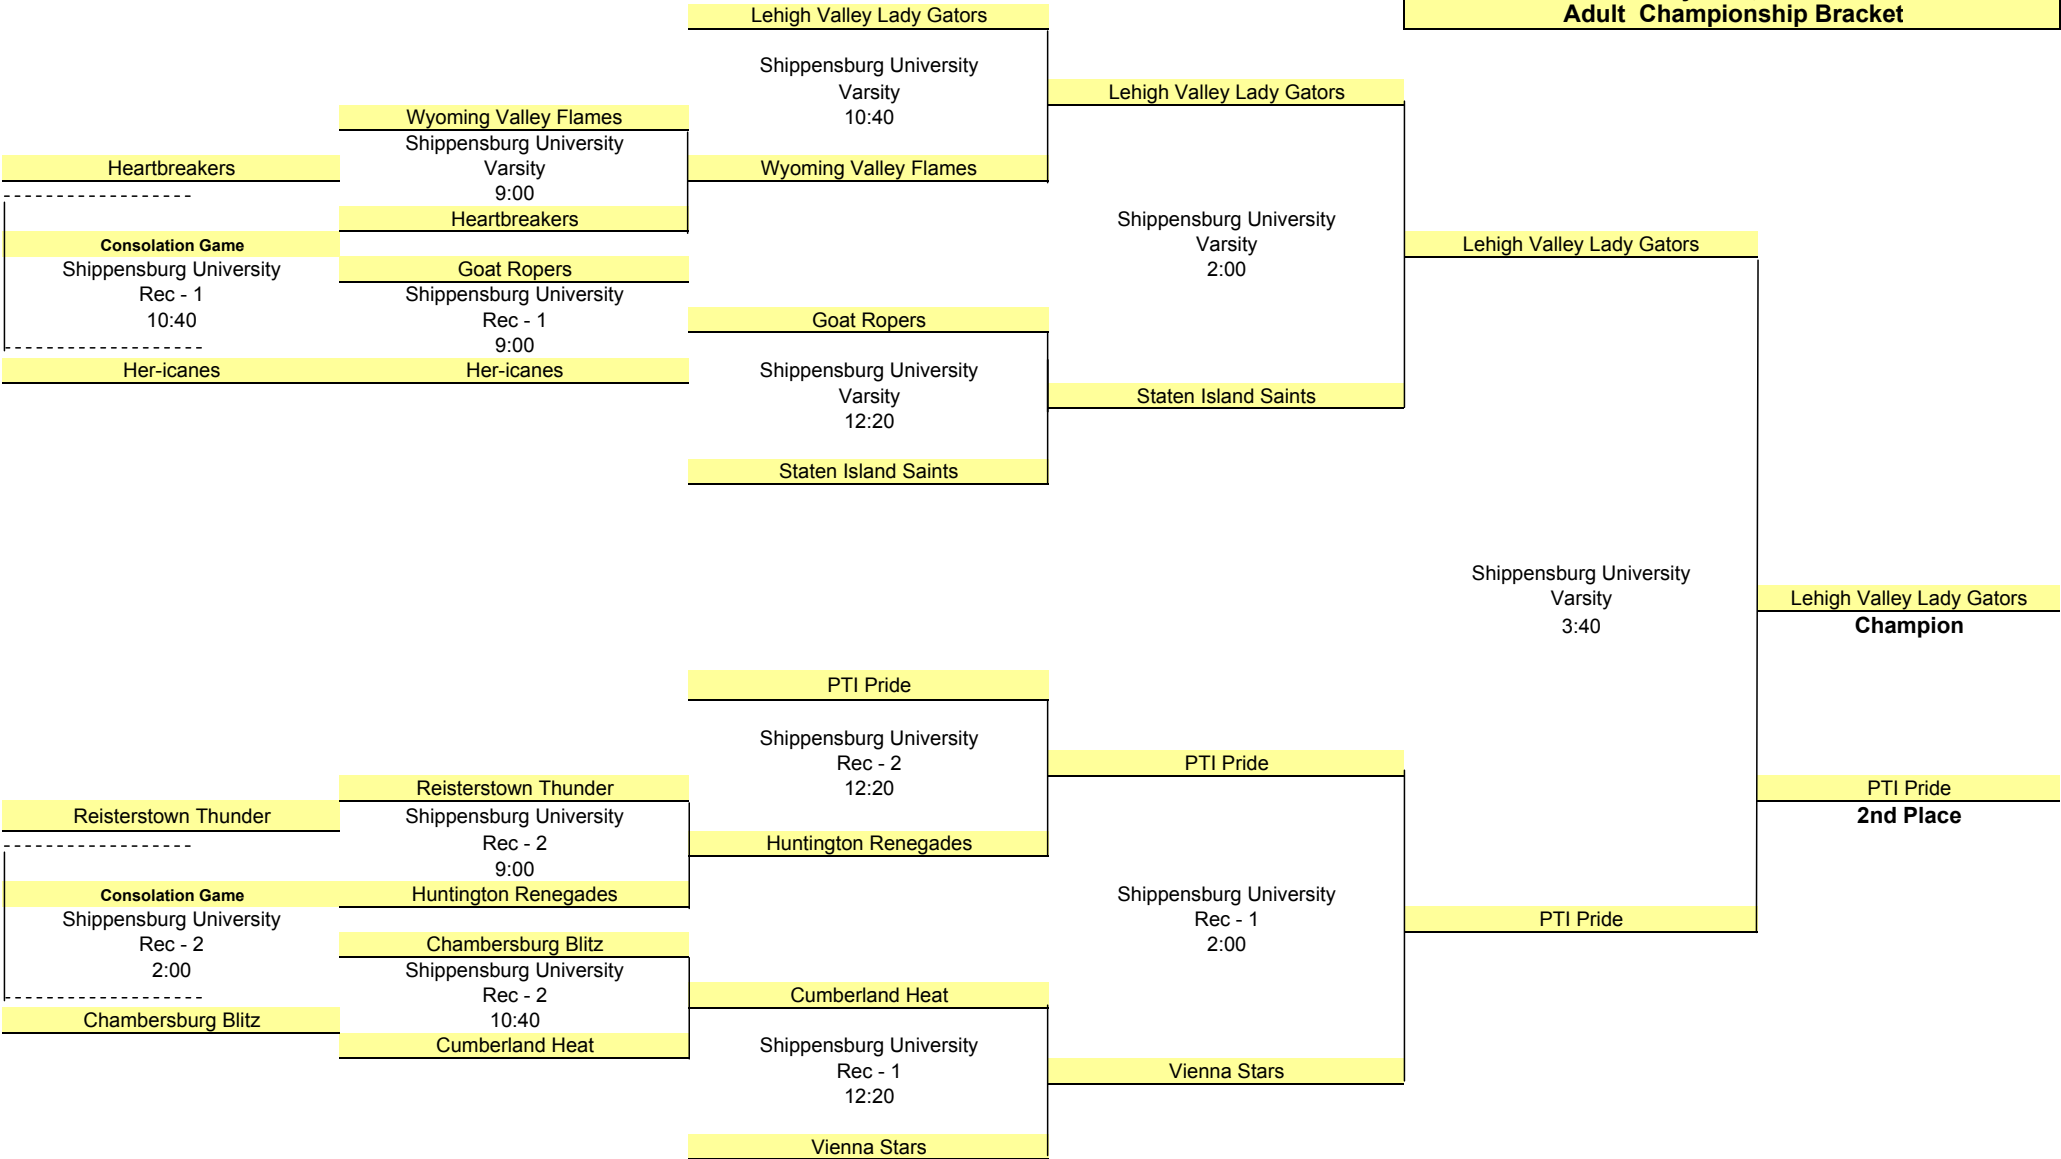 Adult  Championship Bracket
Lehigh Valley Lady Gators
Shippensburg University
Varsity
10:40
Wyoming Valley Flames
Lehigh Valley Lady Gators
Wyoming Valley Flames
Shippensburg University
Varsity
9:00
Heartbreakers
Heartbreakers
------------------
Consolation Game
Shippensburg University
Rec - 1
10:40
-------------------
Her-icanes
Goat Ropers
Shippensburg University
Rec - 1
9:00
Her-icanes
Goat Ropers
Shippensburg University
Varsity
12:20
Staten Island Saints
Shippensburg University
Varsity
2:00
Staten Island Saints
Lehigh Valley Lady Gators
Shippensburg University
Varsity
3:40
Lehigh Valley Lady Gators
Champion
PTI Pride
2nd Place
PTI Pride
Shippensburg University
Rec - 2
12:20
Huntington Renegades
PTI Pride
Reisterstown Thunder
Shippensburg University
Rec - 2
9:00
Huntington Renegades
Reisterstown Thunder
------------------
Consolation Game
Shippensburg University
Rec - 2
2:00
-------------------
Chambersburg Blitz
Chambersburg Blitz
Shippensburg University
Rec - 2
10:40
Cumberland Heat
Cumberland Heat
Shippensburg University
Rec - 1
12:20
Vienna Stars
Shippensburg University
Rec - 1
2:00
Vienna Stars
PTI Pride